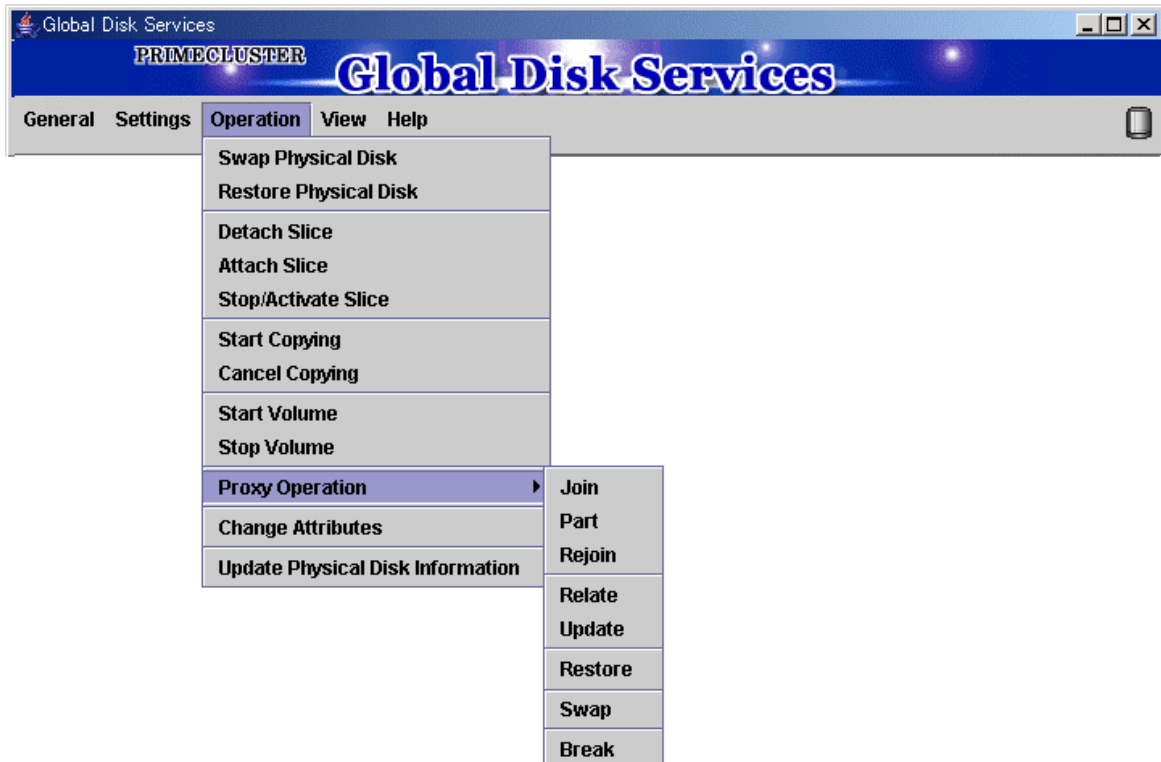 Global Disk Services
PRIMECLUSTER
Global Disk Services
General Settings Operation View Help
Swap Physical Disk
Restore Physical Disk
Detach Slice
Attach Slice
Stop/Activate Slice
Start Copying
Cancel Copying
Start Volume
Stop Volume
Proxy Operation
Change Attributes
Update Physical Disk Information
Join
Part
Rejoin
Relate
Update
Restore
Swap
Break